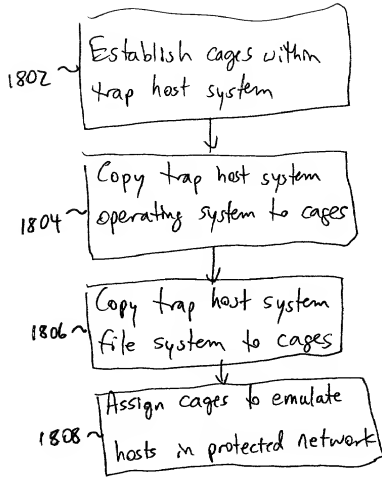 Establish cages within
1802 trap host system
Copy trap host system
1804 operating system to cages
Copy trap host system
1806 file system to cages
Assign cages to emulate
1808 hosts in protected network